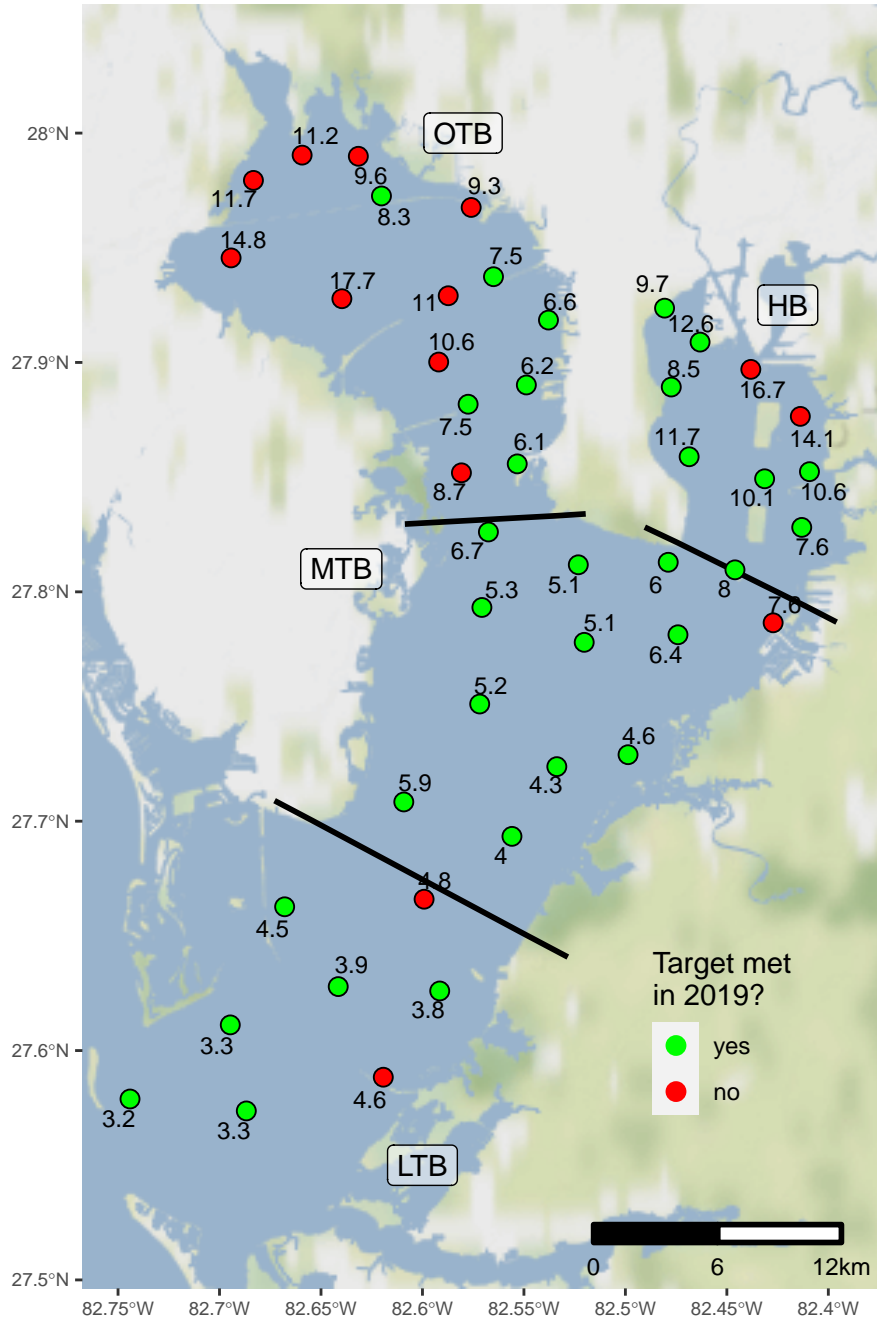 OTB
28°N
11.2
9.6
11.7
8.3
9.3
14.8
7.5
17.7
11
6.6
9.7
HB
12.6
10.6
27.9°N
6.2
8.5
16.7
7.5
6.1
11.7
14.1
8.7
10.1
10.6
6.7
7.6
MTB
5.1
6
8
27.8°N
5.3
7.6
5.1
6.4
5.2
4.6
4.3
5.9
27.7°N
4
4.8
4.5
3.9
3.8
Target met
in 2019?
3.3
27.6°N
yes
4.6
no
3.2
3.3
LTB
0
6
12km
27.5°N
82.75°W
82.7°W
82.65°W
82.6°W
82.55°W
82.5°W
82.45°W
82.4°W